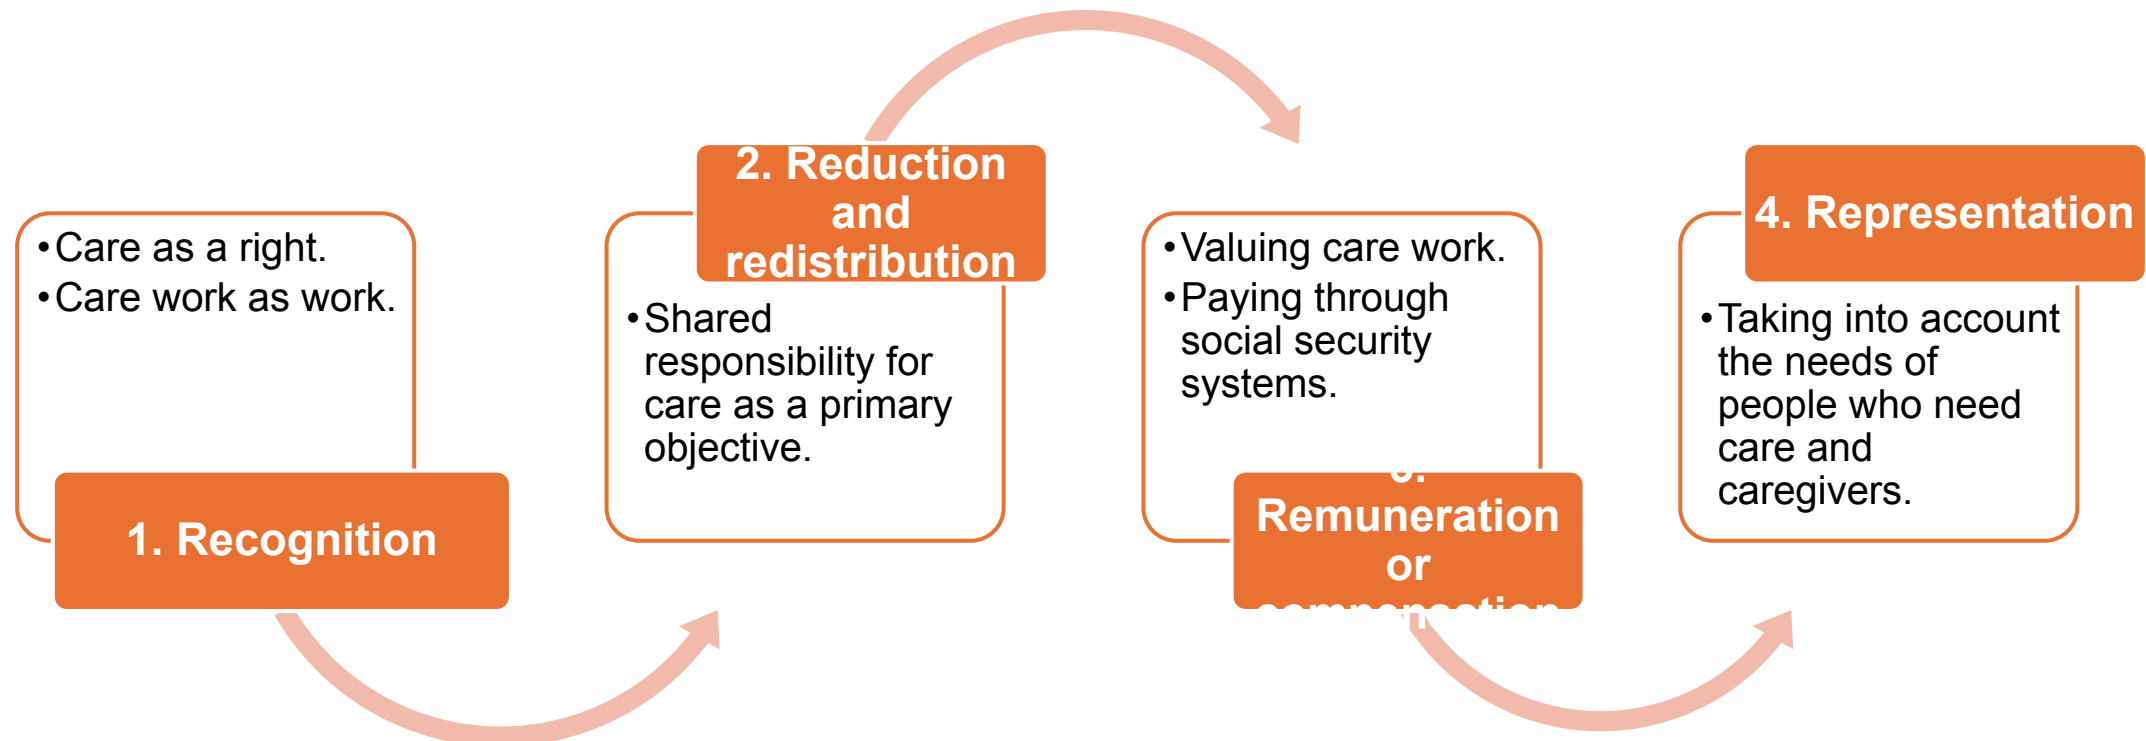 • Care as a right.
• Care work as work.
1. Recognition
2. Reduction
and
redistribution
• Shared
responsibility for
care as a primary
objective.
• Valuing care work.
• Paying through
social security
systems.
3.
Remuneration
or
compensation
4. Representation
• Taking into account
the needs of
people who need
care and
caregivers.